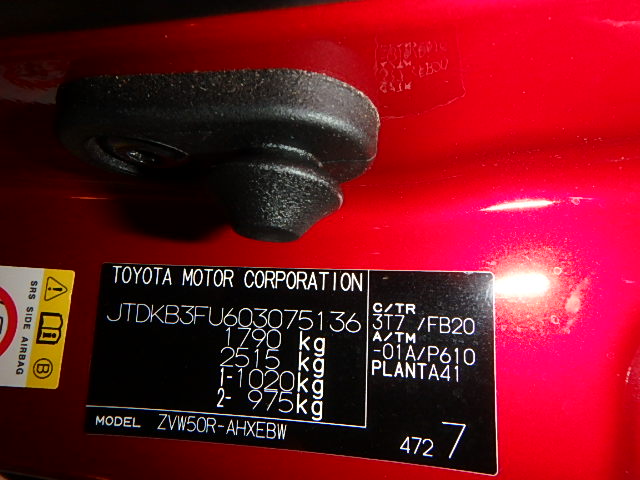 SRS SIDE AIRBAG
B
TOYOTA MOTOR CORPORATION
JTDKB3FU603075136
1790 kg
2515 kg
1-1020kg
2- 975kg
C/TR
3T7 /FB20
A/TM
-01A/P610
PLANTA41
MODEL ZVW50R-AHXEBW
472 7